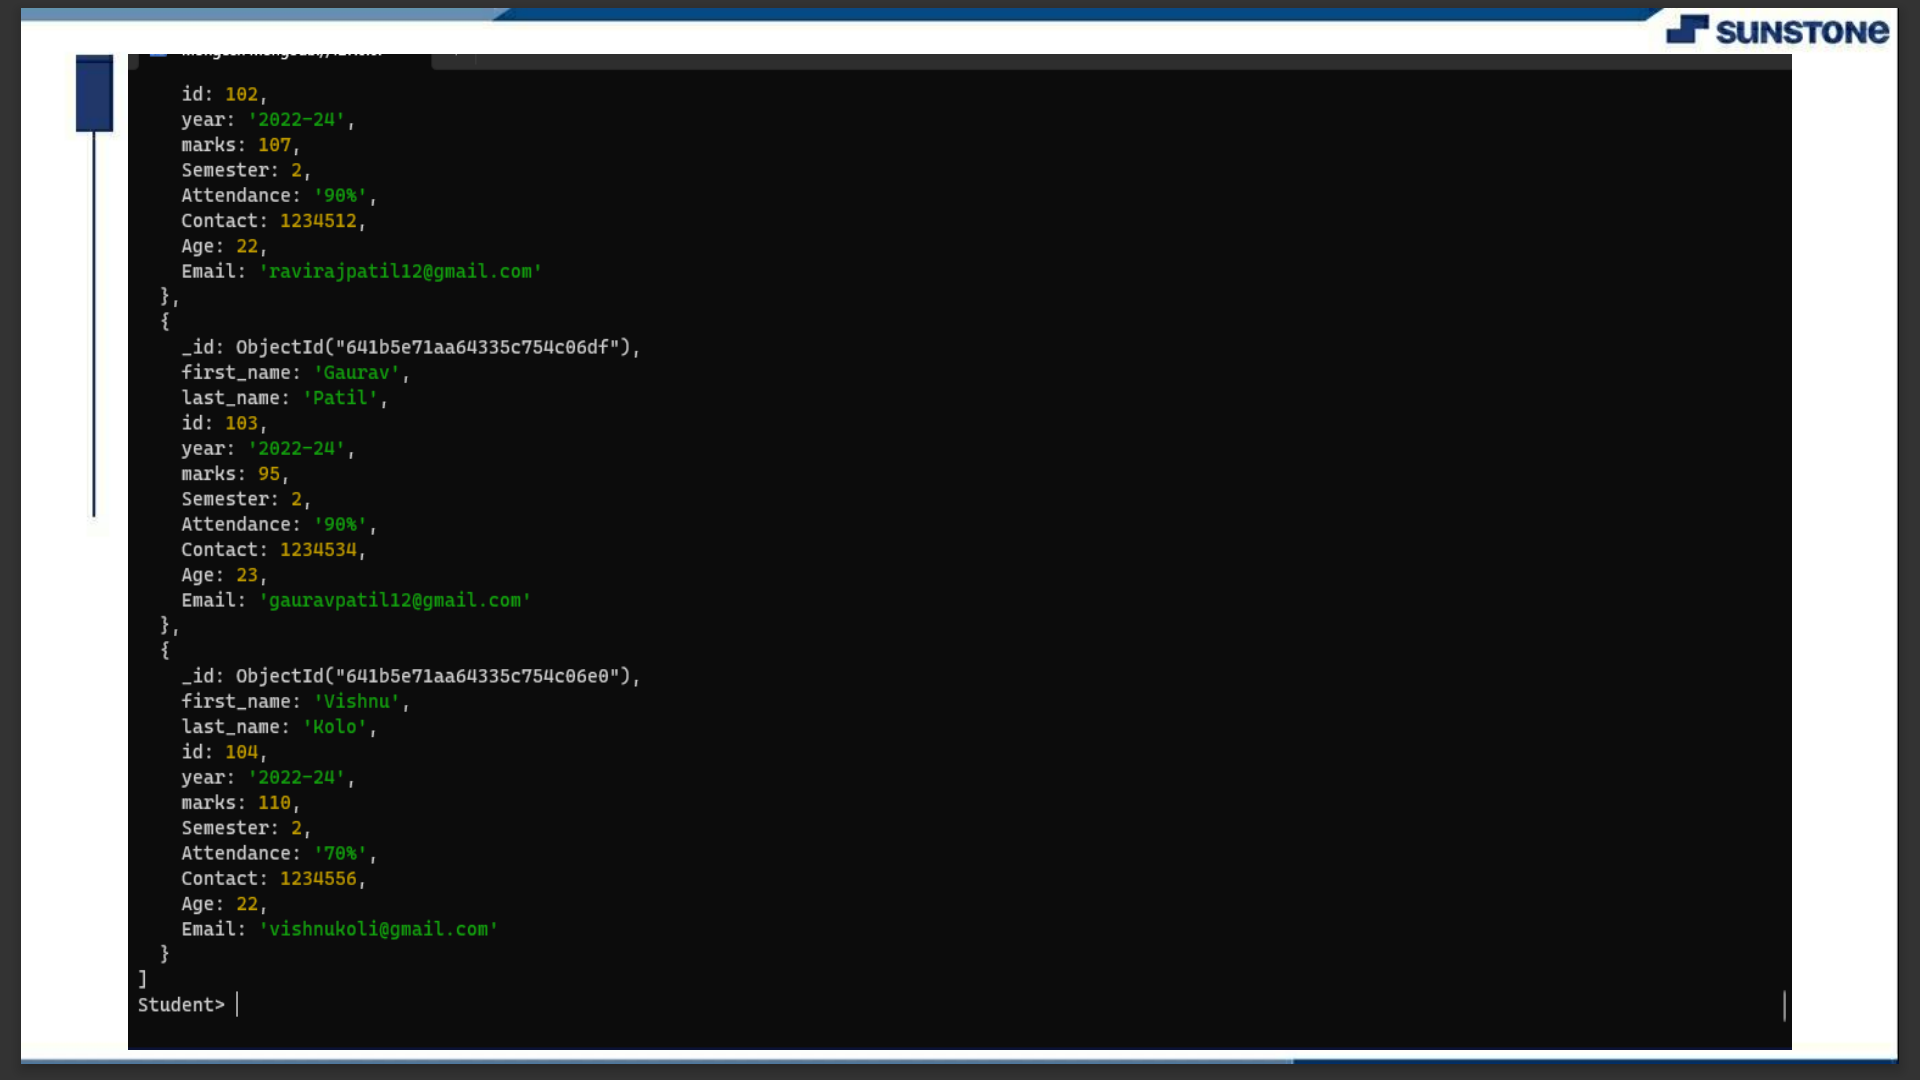 SUNSTONE
id: 102,
year: '2022-24',
marks: 107,
Semester: 2,
Attendance: '90%',
Contact: 1234512,
Age: 22,
Email: 'ravirajpatil12@gmail.com'
},
{
_id: ObjectId("641b5e71aa64335c754c06df"),
first_name: 'Gaurav',
last_name: 'Patil',
id: 103,
year: '2022-24',
marks: 95,
Semester: 2,
Attendance: '90%',
Contact: 1234534,
Age: 23,
Email: 'gauravpatil12@gmail.com'
},
{
_id: ObjectId("641b5e71aa64335c754c06e0"),
first_name: 'Vishnu',
last_name: 'Kolo',
id: 104,
year: '2022-24',
marks: 110,
Semester: 2,
Attendance: '70%',
Contact: 1234556,
Age: 22,
Email: 'vishnukoli@gmail.com'
}
]
Student>